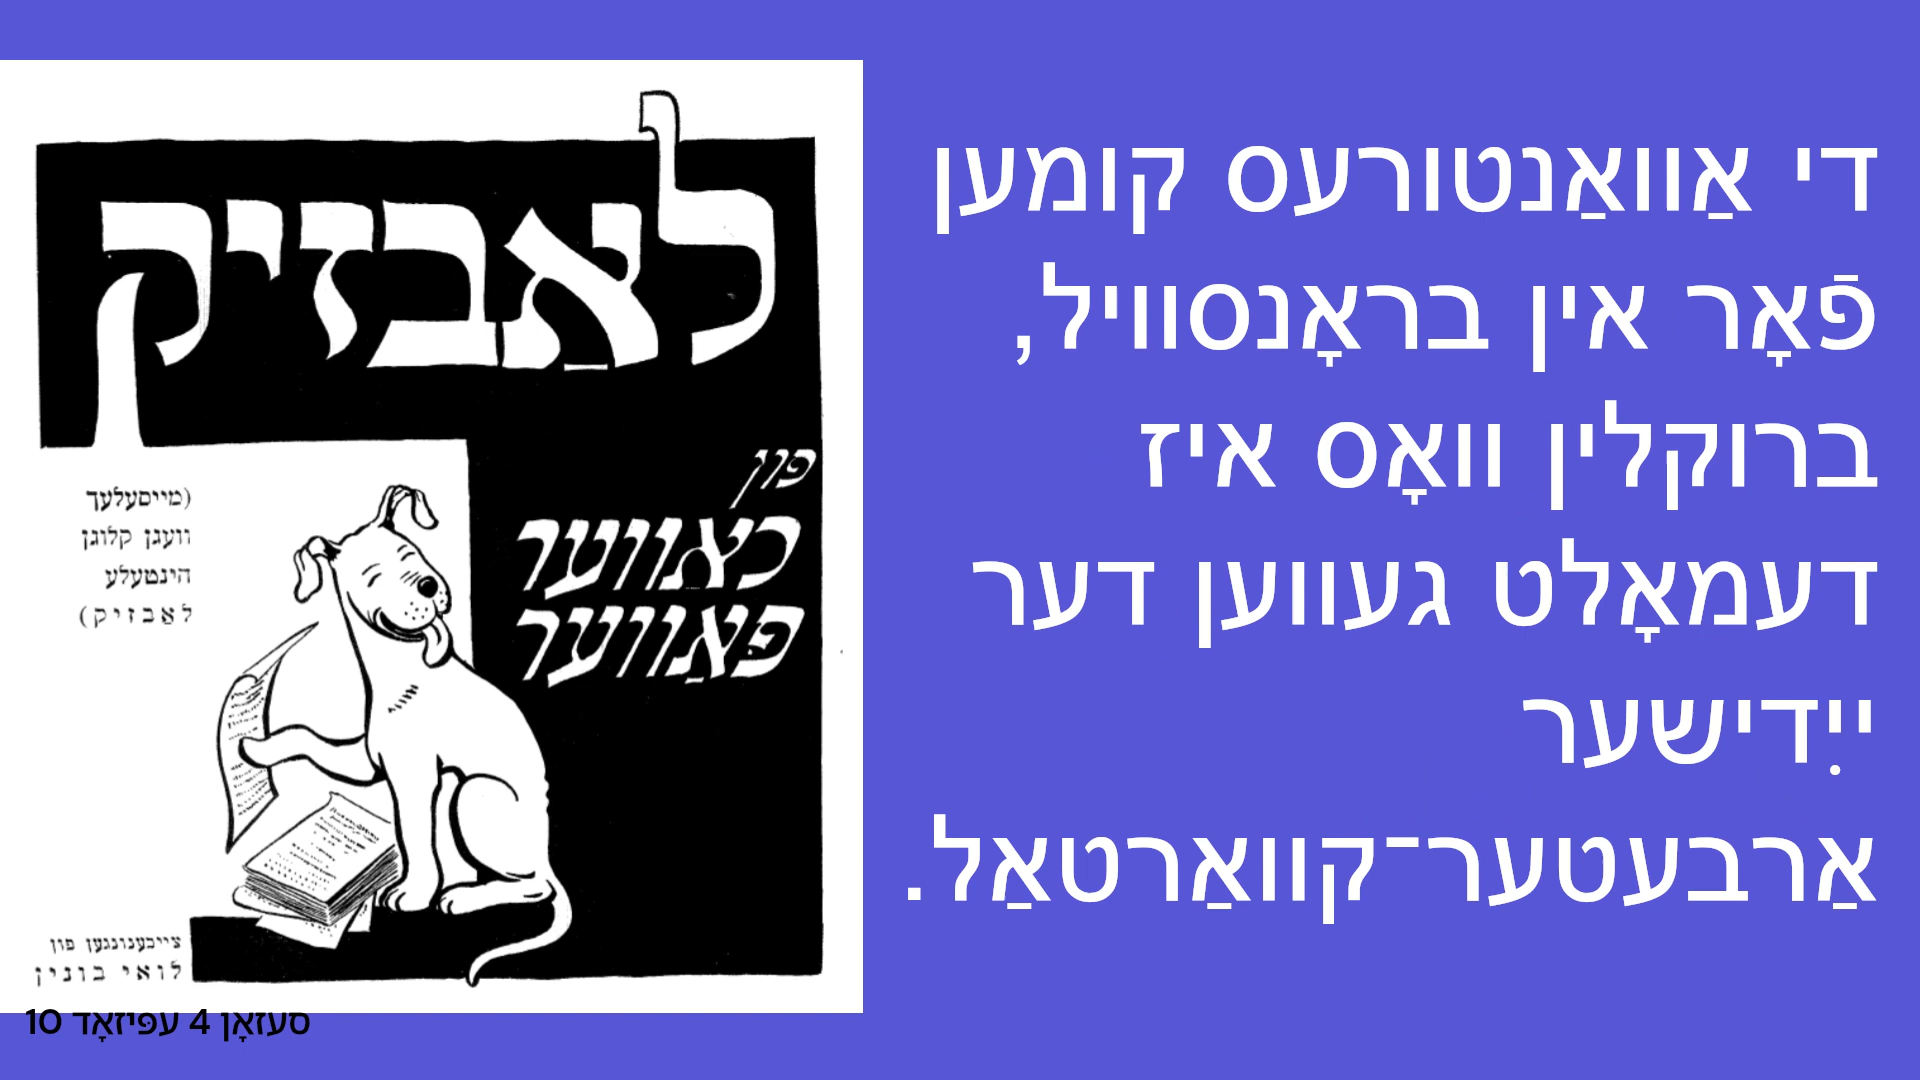 לאַבזיק
פון
כאַווער
פאַווער
(מייסעלעך
וועגן קלוגן
הינטעלע
לאַבזיק)
צייכענונגען פון
לואי בונין
די אַוואַנטורעס קומען
פֿאָר אין בראָנסוויל,
ברוקלין וואָס איז
דעמאָלט געווען דער
ייִדישער
אַרבעטער־קוואַרטאַל.
סעזאָן 4 עפּיזאָד 10